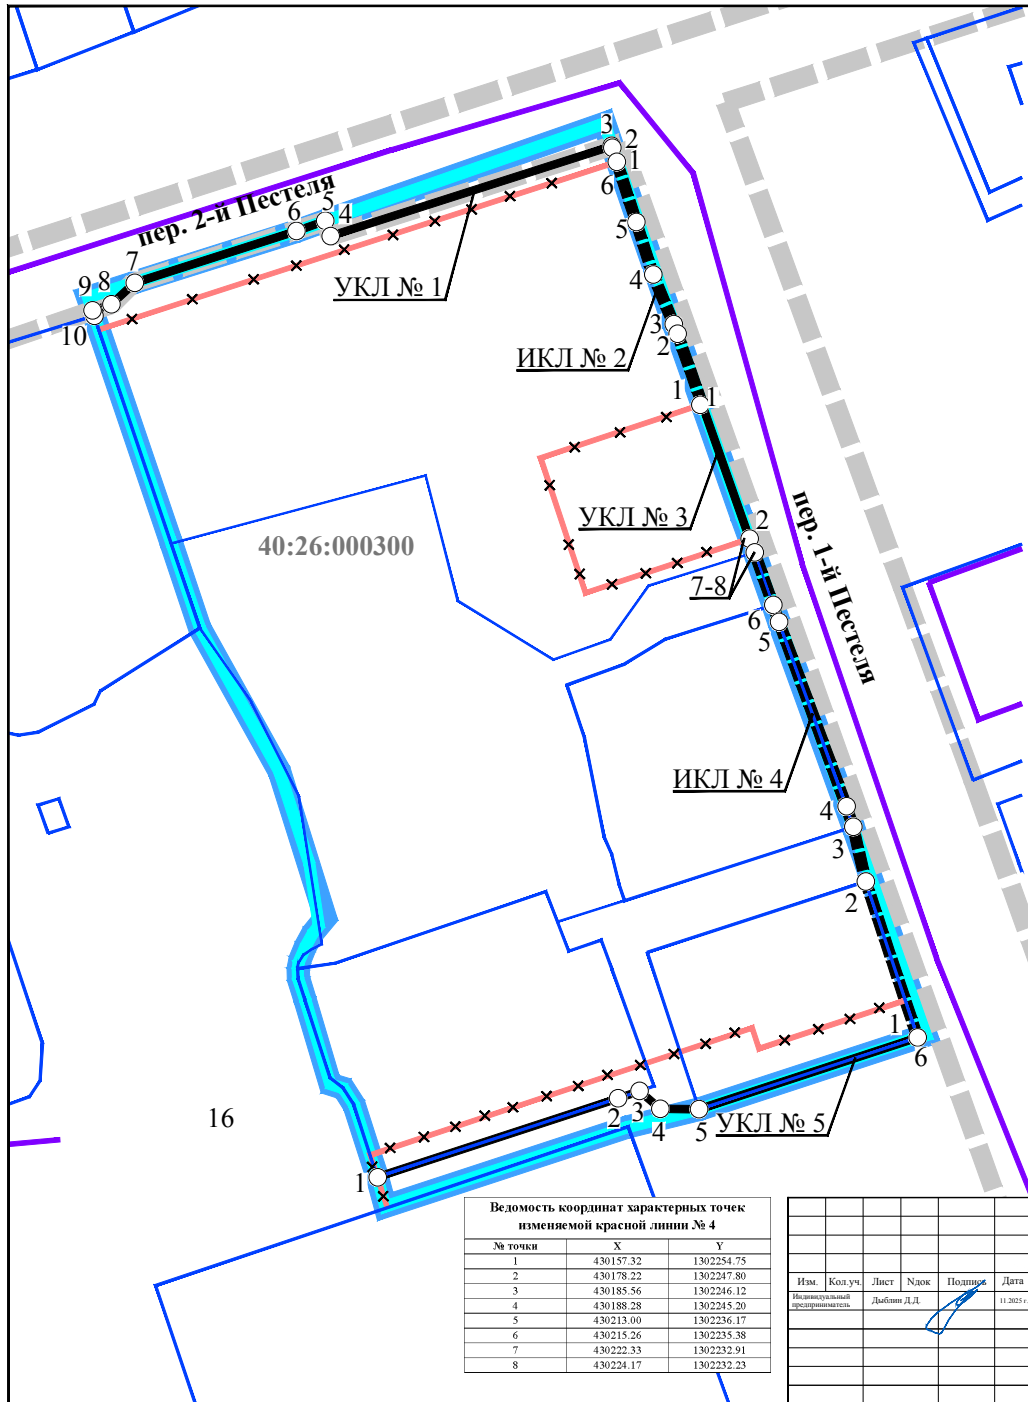 3
2
1
6
пер. 2-й Пестеля
5
6
4
5
7
9
8
10
4
УКЛ № 1
3
ИКЛ № 2
2
1
1
УКЛ № 3
2
пер. 1-й Пестеля
40:26:000300
7-8
6
5
ИКЛ № 4
4
3
2
1
6
16
2
3
4
5
УКЛ № 5
1
Ведомость координат характерных точек
изменяемой красной линии № 4
№ точки X Y
1 430157.32 1302254.75
2 430178.22 1302247.80
3 430185.56 1302246.12
4 430188.28 1302245.20
5 430213.00 1302236.17
6 430215.26 1302235.38
7 430222.33 1302232.91
8 430224.17 1302232.23
Изм. Кол.уч. Лист Nдок Подпись Дата
Индивидуальный
предприниматель Дыблин Д.Д. 11.2025 г.